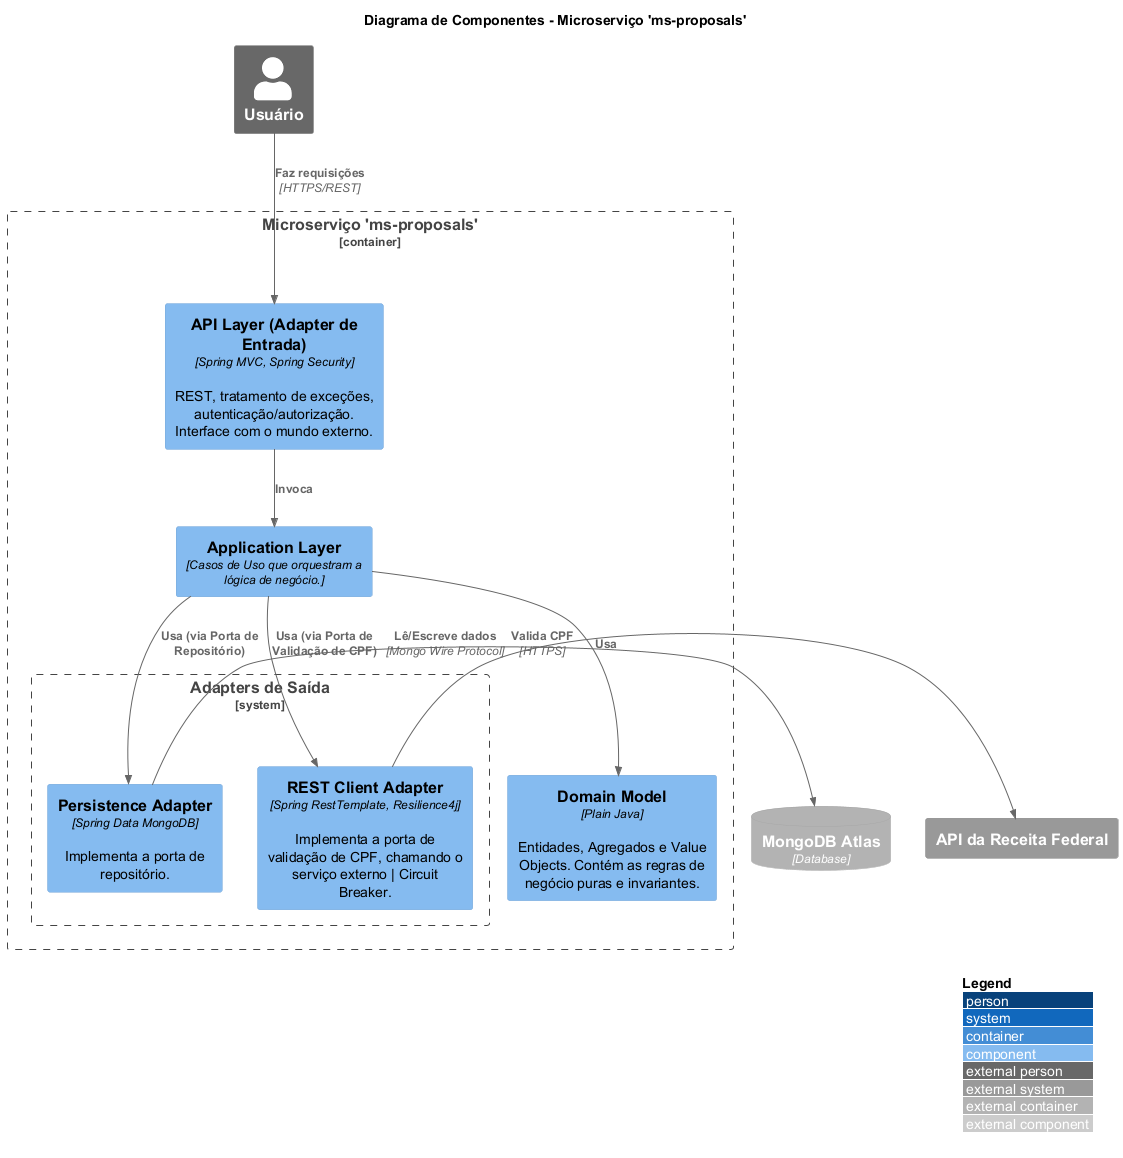 Diagrama de Componentes - Microserviço 'ms-proposals'
Usuário
Faz requisições
[HTTPS/REST]
Microserviço 'ms-proposals'
[container]
API Layer (Adapter de
Entrada)
[Spring MVC, Spring Security]
REST, tratamento de exceções,
autenticação/autorização.
Interface com o mundo externo.
Invoca
Application Layer
[Casos de Uso que orquestram a
lógica de negócio.]
Usa (via Porta de
Repositório)
Usa (via Porta de
Validação de CPF)
Lê/Escreve dados
[Mongo Wire Protocol]
Valida CPF
[HTTPS]
Usa
Adapters de Saída
[system]
Persistence Adapter
[Spring Data MongoDB]
Implementa a porta de
repositório.
REST Client Adapter
[Spring RestTemplate, Resilience4j]
Implementa a porta de
validação de CPF, chamando o
serviço externo | Circuit
Breaker.
Domain Model
[Plain Java]
Entidades, Agregados e Value
Objects. Contém as regras de
negócio puras e invariantes.
MongoDB Atlas
[Database]
API da Receita Federal
Legend
person
system
container
component
external person
external system
external container
external component